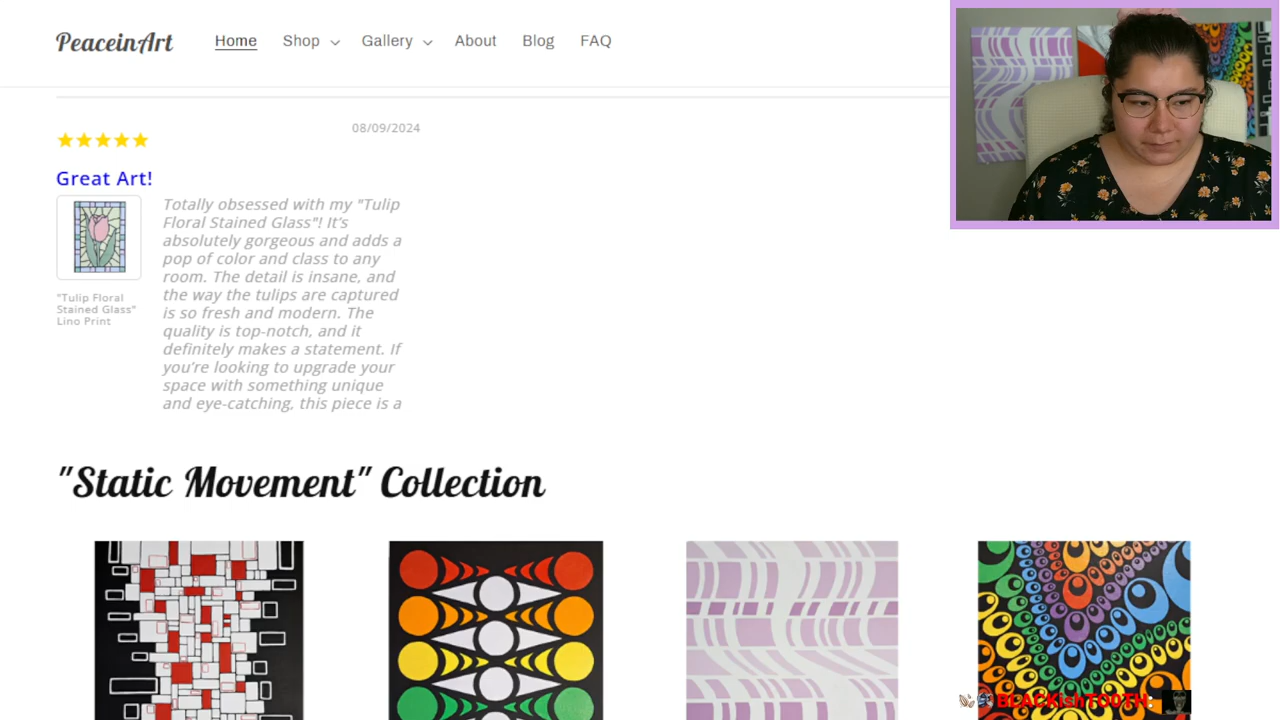 PeaceinArt
Home Shop Gallery About Blog FAQ
08/09/2024
Great Art!
Totally obsessed with my "Tulip
Floral Stained Glass"! It's
absolutely gorgeous and adds a
pop of color and class to any
room. The detail is insane, and
the way the tulips are captured
is so fresh and modern. The
quality is top-notch, and it
definitely makes a statement. If
you're looking to upgrade your
space with something unique
and eye-catching, this piece is a
"Tulip Floral
Stained Glass"
Lino Print
"Static Movement" Collection
BLACKishT00TH: